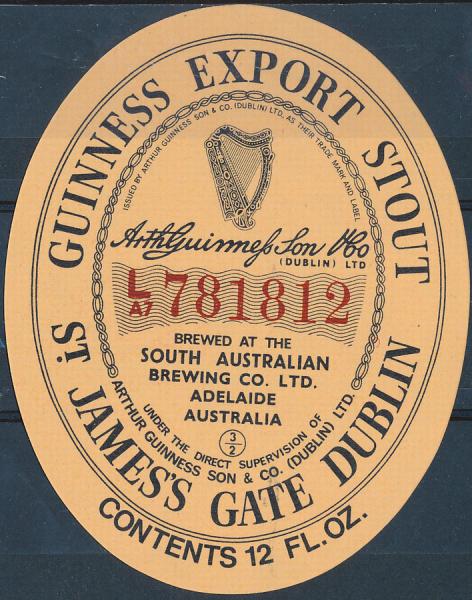 GUINNESS EXPORT STOUT
ISSUED BY ARTHUR GUINNESS SON & CO. (DUBLIN) LTD. AS THEIR TRADE MARK AND LABEL
Arth Guinness Son & Co
(DUBLIN) LTD
L/A7 781812
BREWED AT THE
SOUTH AUSTRALIAN
BREWING CO. LTD.
ADELAIDE
AUSTRALIA
3/2
UNDER THE DIRECT SUPERVISION OF
ARTHUR GUINNESS SON & CO. (DUBLIN) LTD.
ST. JAMES'S GATE DUBLIN
CONTENTS 12 FL. OZ.